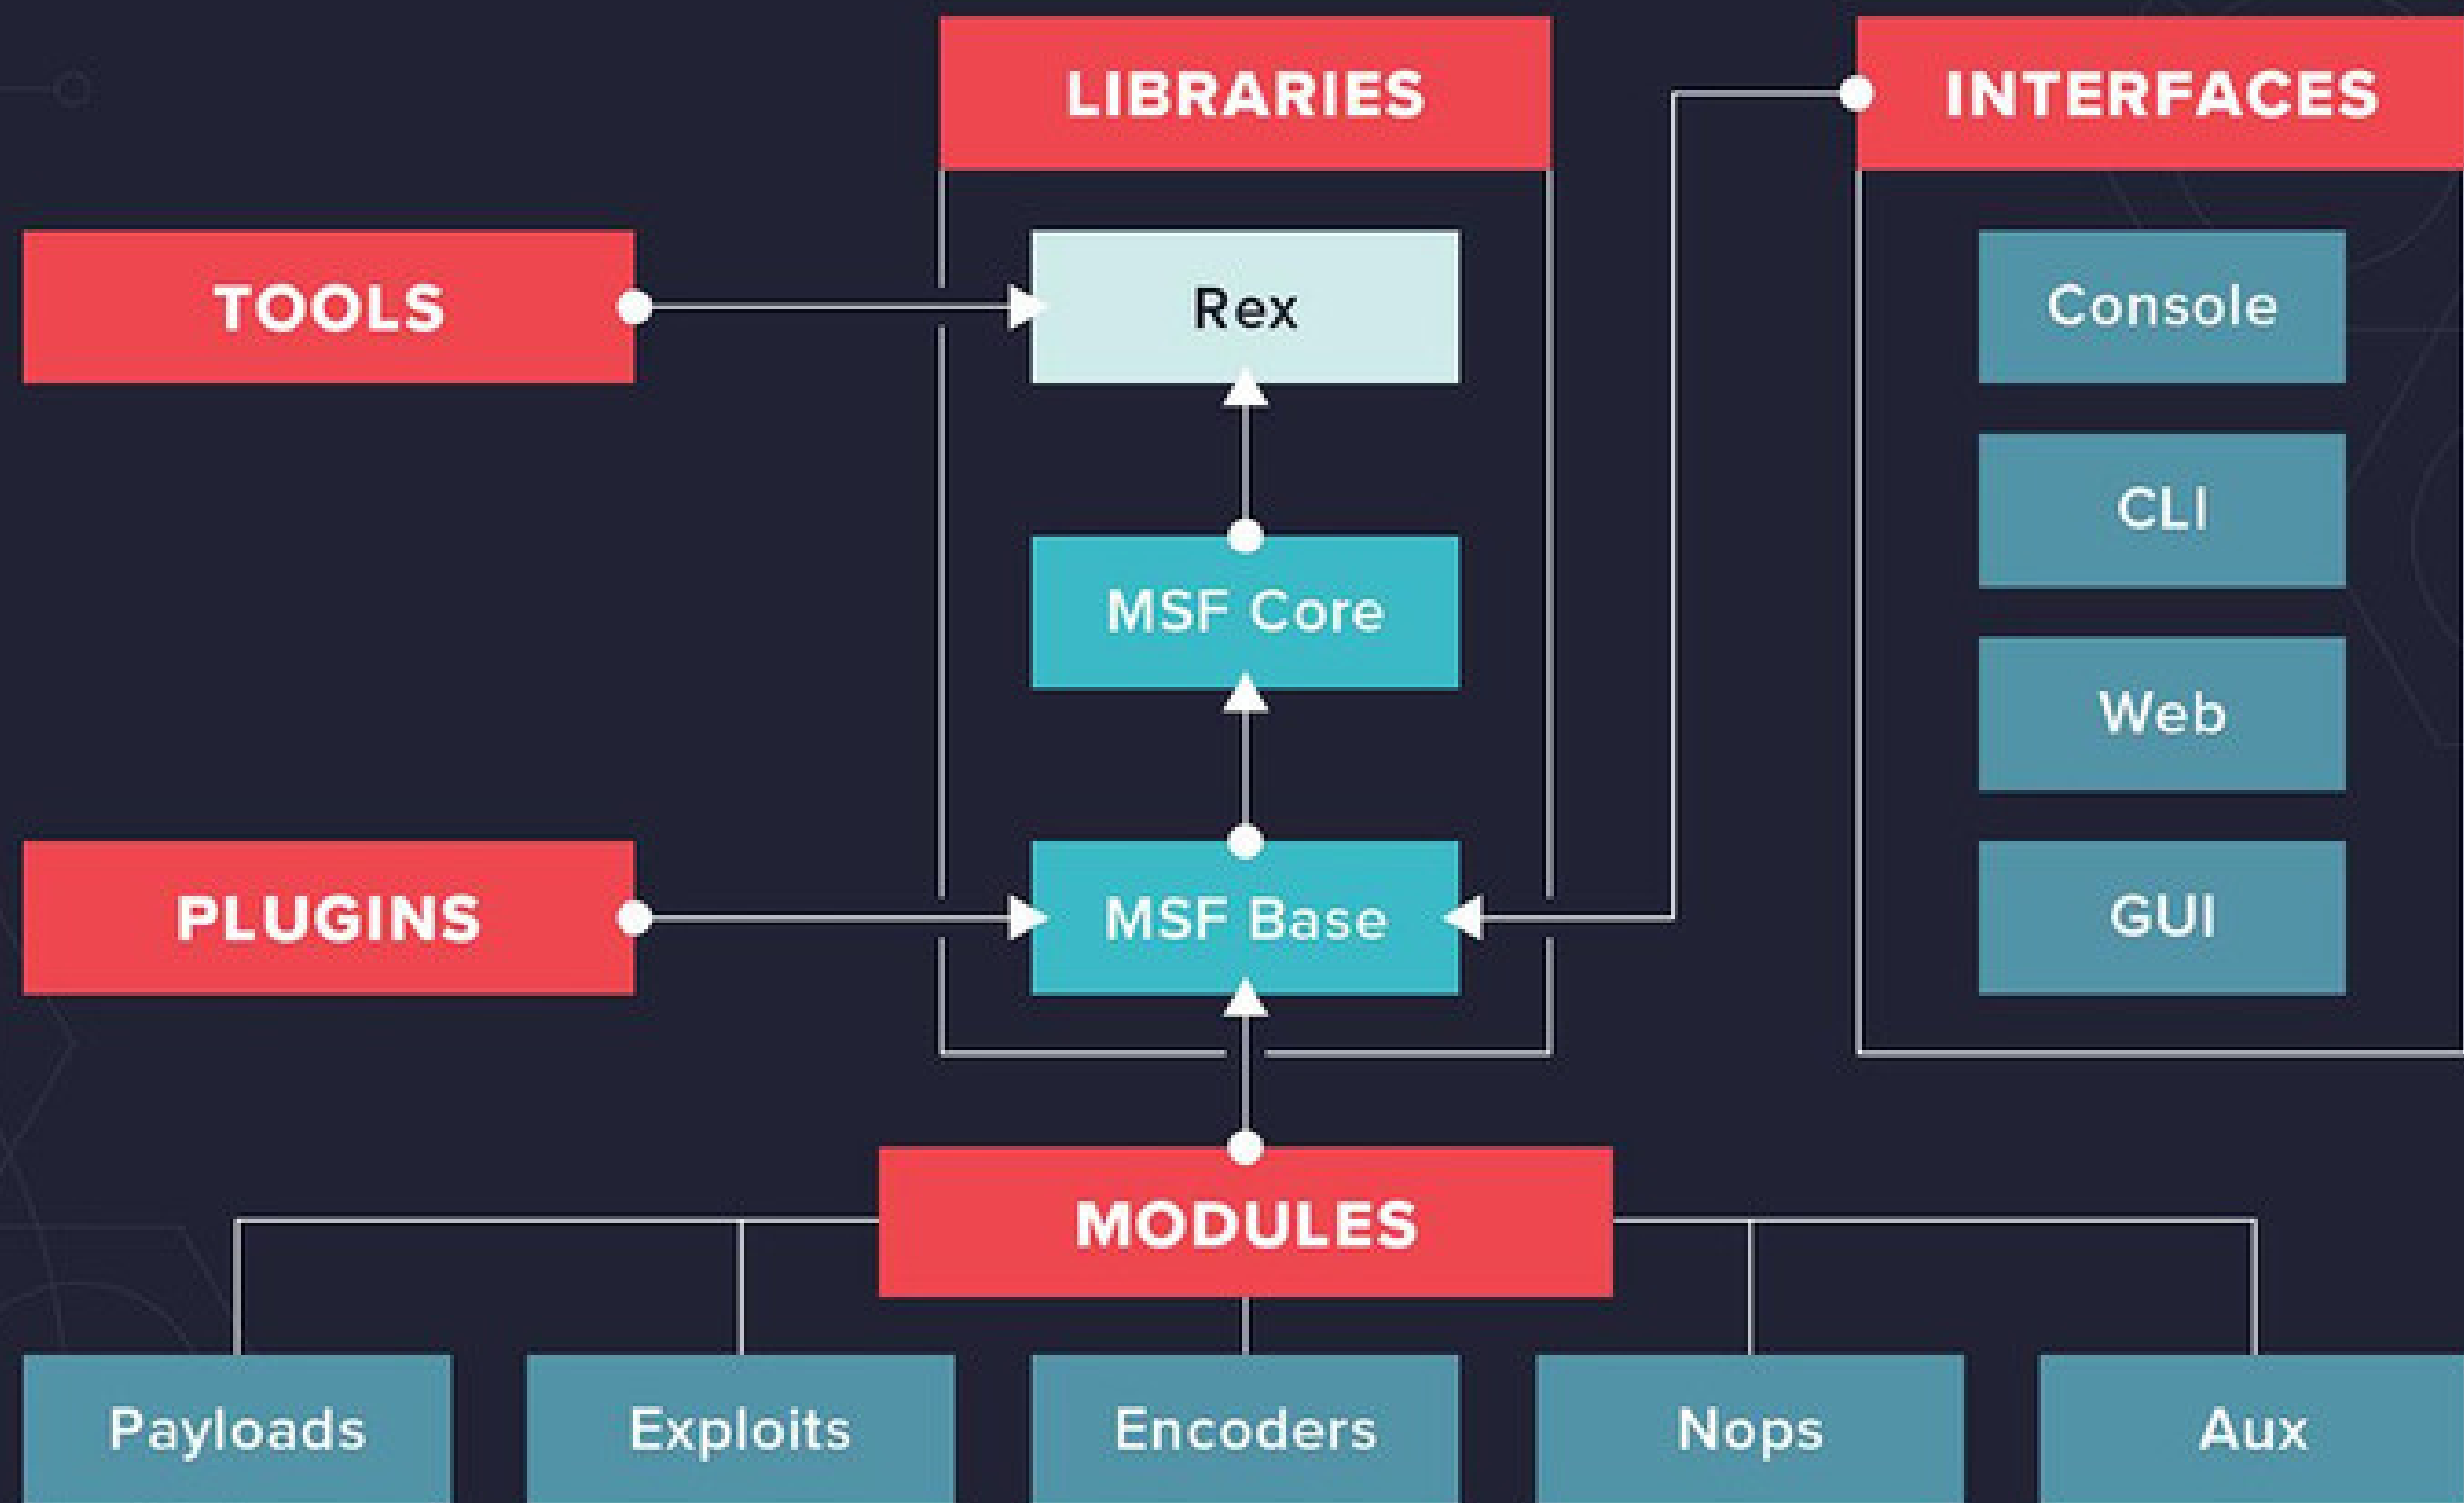 LIBRARIES
INTERFACES
TOOLS
Rex
Console
CLI
MSF Core
Web
PLUGINS
MSF Base
GUI
MODULES
Payloads
Exploits
Encoders
Nops
Aux